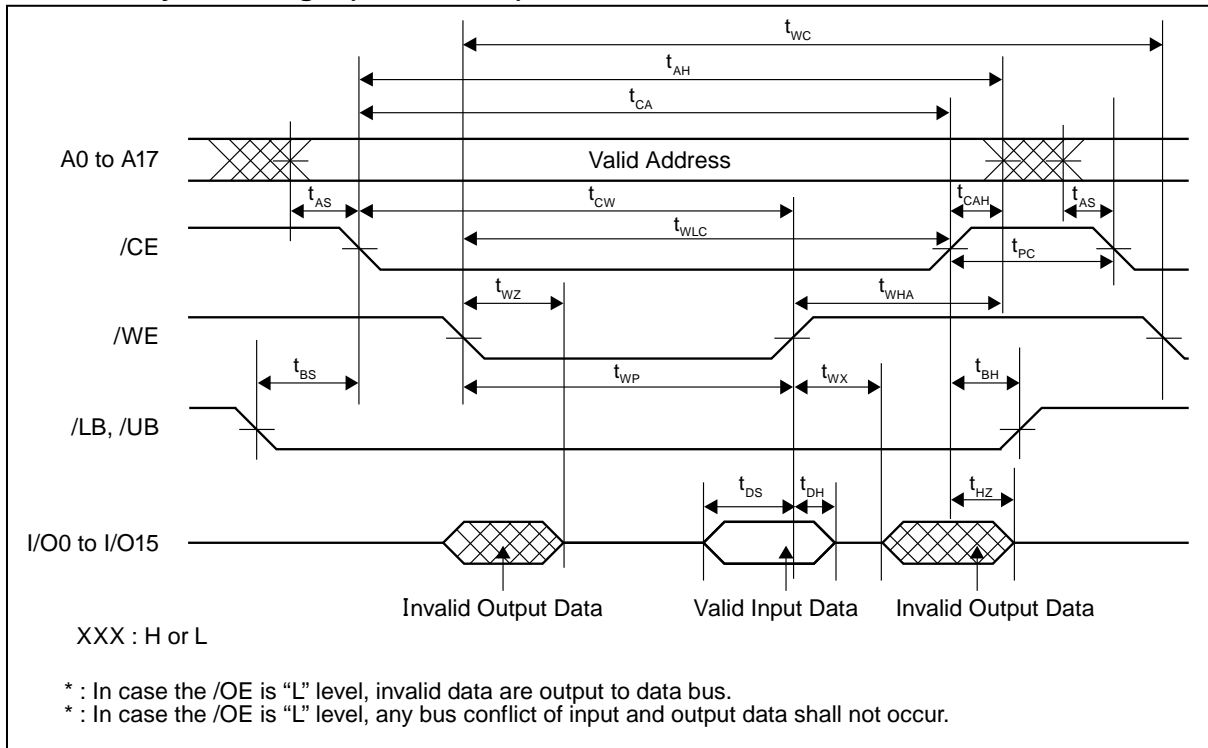 tWC
tAH
tCA
A0 to A17
Valid Address
tAS
tCW
tCAH
tAS
/CE
tWLC
tPC
tWZ
tWHA
/WE
tBS
tWP
tWX
tBH
/LB, /UB
tDS
tDH
tHZ
I/O0 to I/O15
Invalid Output Data
Valid Input Data
Invalid Output Data
XXX : H or L
* : In case the /OE is “L” level, invalid data are output to data bus.
* : In case the /OE is “L” level, any bus conflict of input and output data shall not occur.